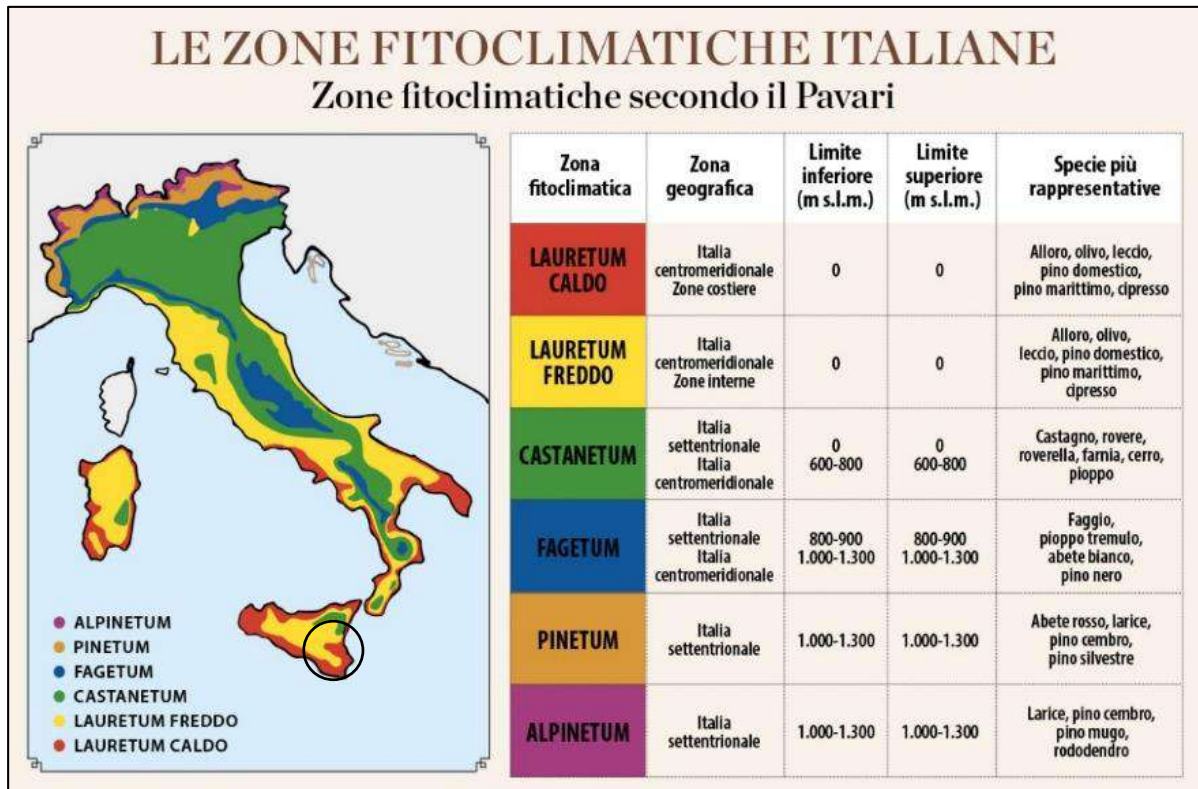 LE ZONE FITOCLIMATICHE ITALIANE
Zone fitoclimatiche secondo il Pavari
ALPINETUM
PINETUM
FAGETUM
CASTANETUM
LAURETUM FREDDO
LAURETUM CALDO
Zona
fitoclimatica
Zona
geografica
Limite
inferiore
(m s.l.m.)
Limite
superiore
(m s.l.m.)
Specie più
rappresentative
LAURETUM
CALDO
Italia
centromeridionale
Zone costiere
0
0
Alloro, olivo, leccio,
pino domestico,
pino marittimo, cipresso
LAURETUM
FREDDO
Italia
centromeridionale
Zone interne
0
0
Alloro, olivo,
leccio, pino domestico,
pino marittimo,
cipresso
CASTANETUM
Italia
settentrionale
Italia
centromeridionale
0
600-800
0
600-800
Castagno, rovere,
roverella, farnia, cerro,
pioppo
FAGETUM
Italia
settentrionale
Italia
centromeridionale
800-900
1.000-1.300
800-900
1.000-1.300
Faggio,
pioppo tremulo,
abete bianco,
pino nero
PINETUM
Italia
settentrionale
1.000-1.300
1.000-1.300
Abete rosso, larice,
pino cembro,
pino silvestre
ALPINETUM
Italia
settentrionale
1.000-1.300
1.000-1.300
Larice, pino cembro,
pino mugo,
rododendro